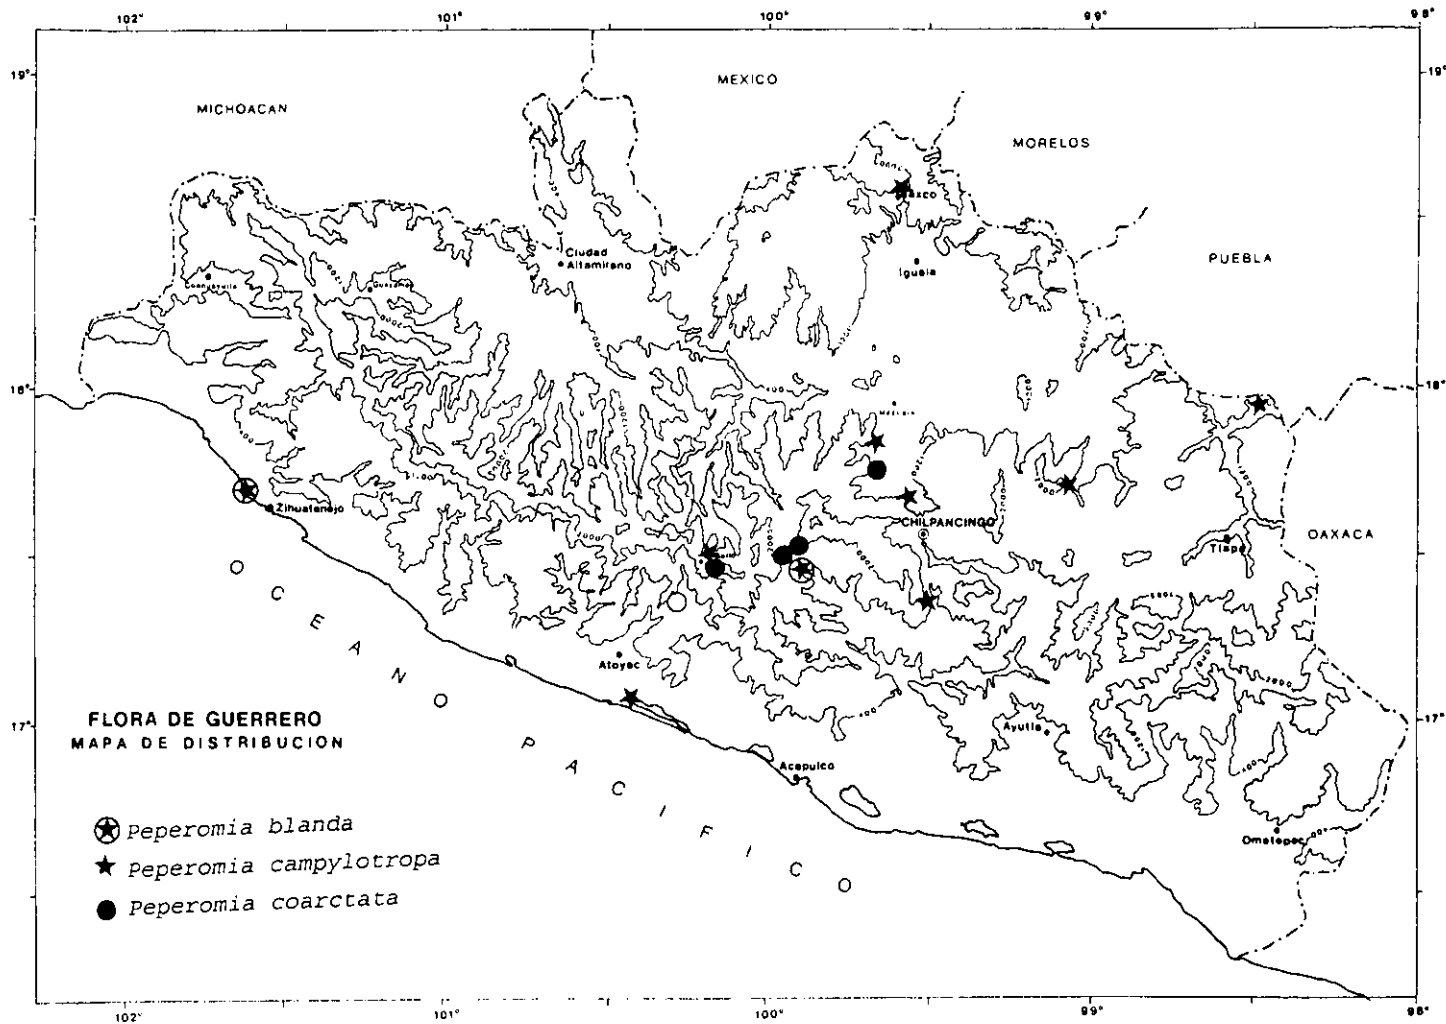 102° 101° 100° 99° 98°
19° 19°
MEXICO
MICHOACAN
MORELOS
Ciudad
Altamirano
Iguala
PUEBLA
18° 18°
CHILPANCINGO
Zihuatanejo
Tlapa
OAXACA
Atoyac
OCEANO PACIFICO
17° 17°
FLORA DE GUERRERO
MAPA DE DISTRIBUCION
Ayutla
Acapulco
Peperomia blanda
Ometepec
Peperomia campylotropa
Peperomia coarctata
102° 101° 100° 99° 98°